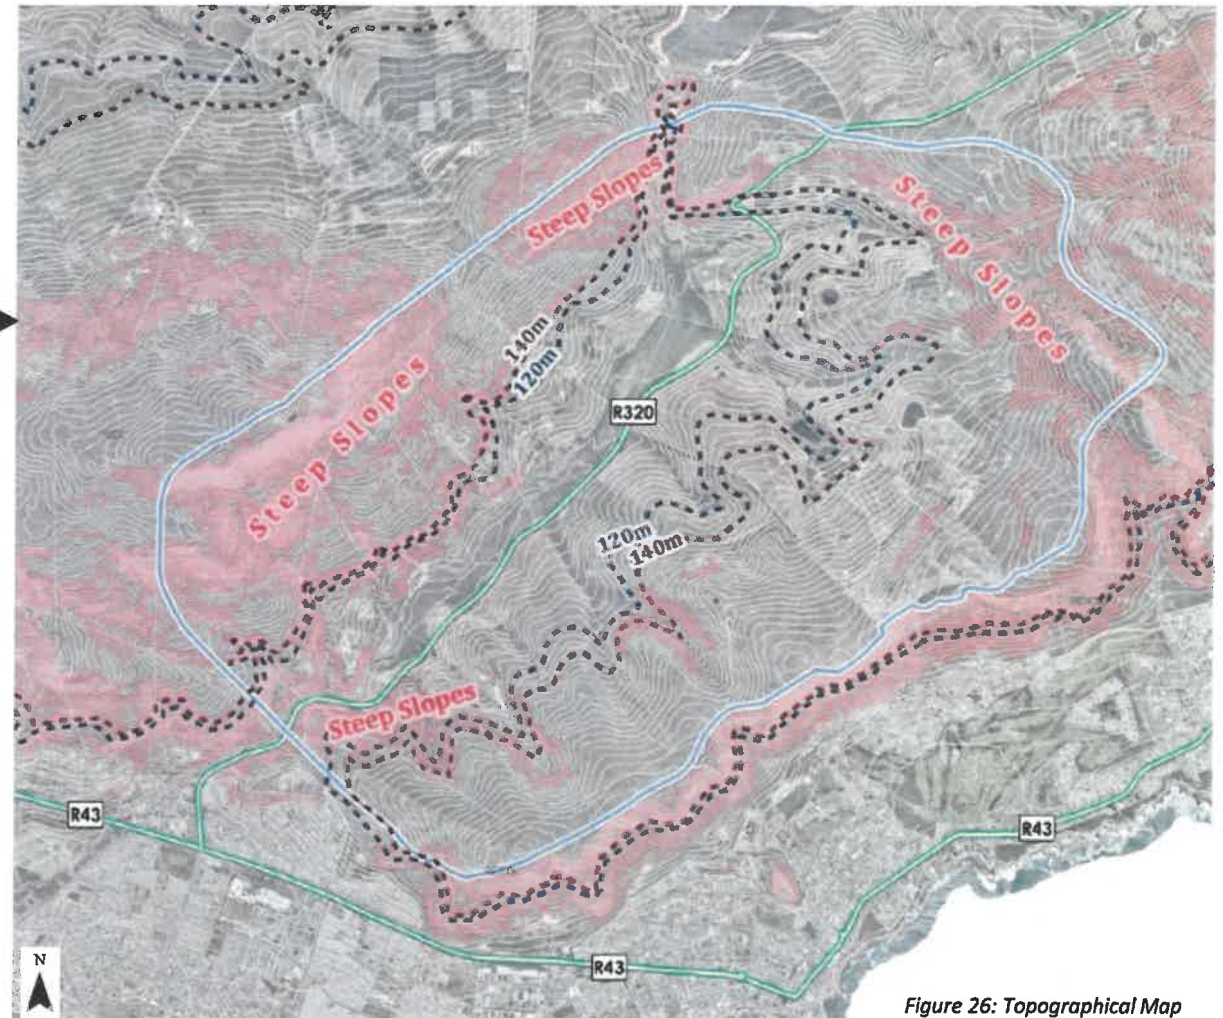 Steep Slopes
Steep Slopes
140m
120m
R320
Steep Slopes
120m
140m
Steep Slopes
R43
R43
R43
N
Figure 26: Topographical Map